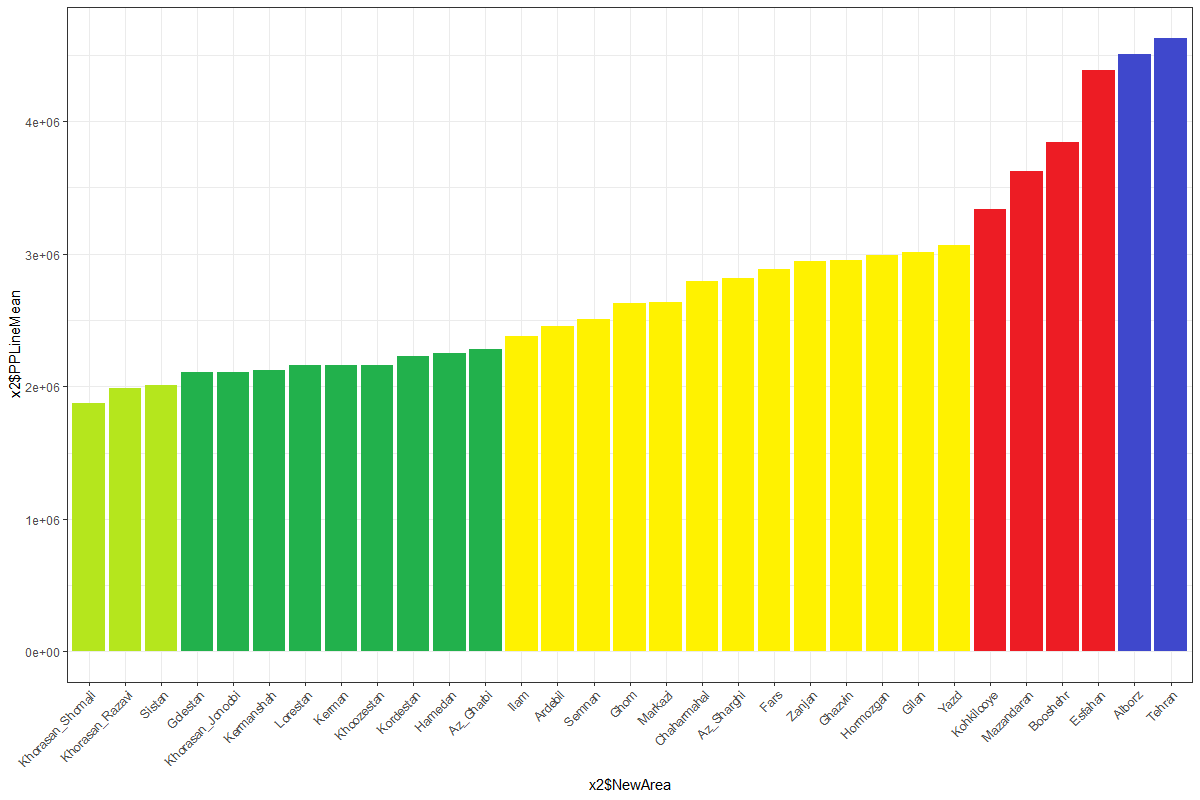 x2$PPLineMean
4e+06
3e+06
2e+06
1e+06
0e+00
Khorasan_Shomali
Khorasan_Razavi
Sistan
Golestan
Khorasan_Jonoobi
Kermanshah
Lorestan
Kerman
Khoozestan
Kordestan
Hamedan
Az_Gharbi
Ilam
Ardebil
Semnan
Ghom
Markazi
Chaharmahal
Az_Sharghi
Fars
Zanjan
Ghazvin
Hormozgan
Gilan
Yazd
Kohkilooye
Mazandaran
Booshehr
Esfahan
Alborz
Tehran
x2$NewArea